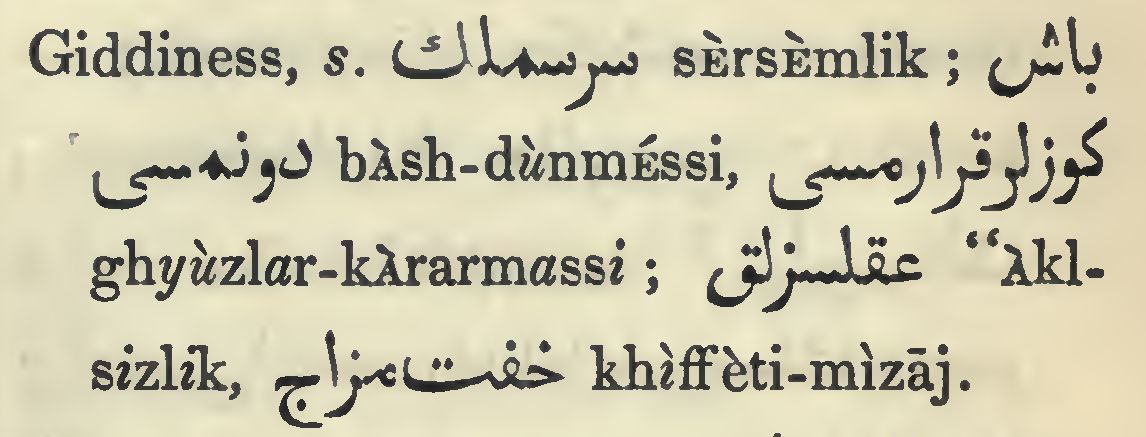 Giddiness, s. سرسملك sÈrsÈmlik ; باش
دونمسى bÀsh-dùnmÉssi, كوزلرقرارمسى
ghyùzlar-kÀrarmassi ; عقلسزلق “Àkl-
sizlik, خفت مزاج khìffèti-mìzāj.